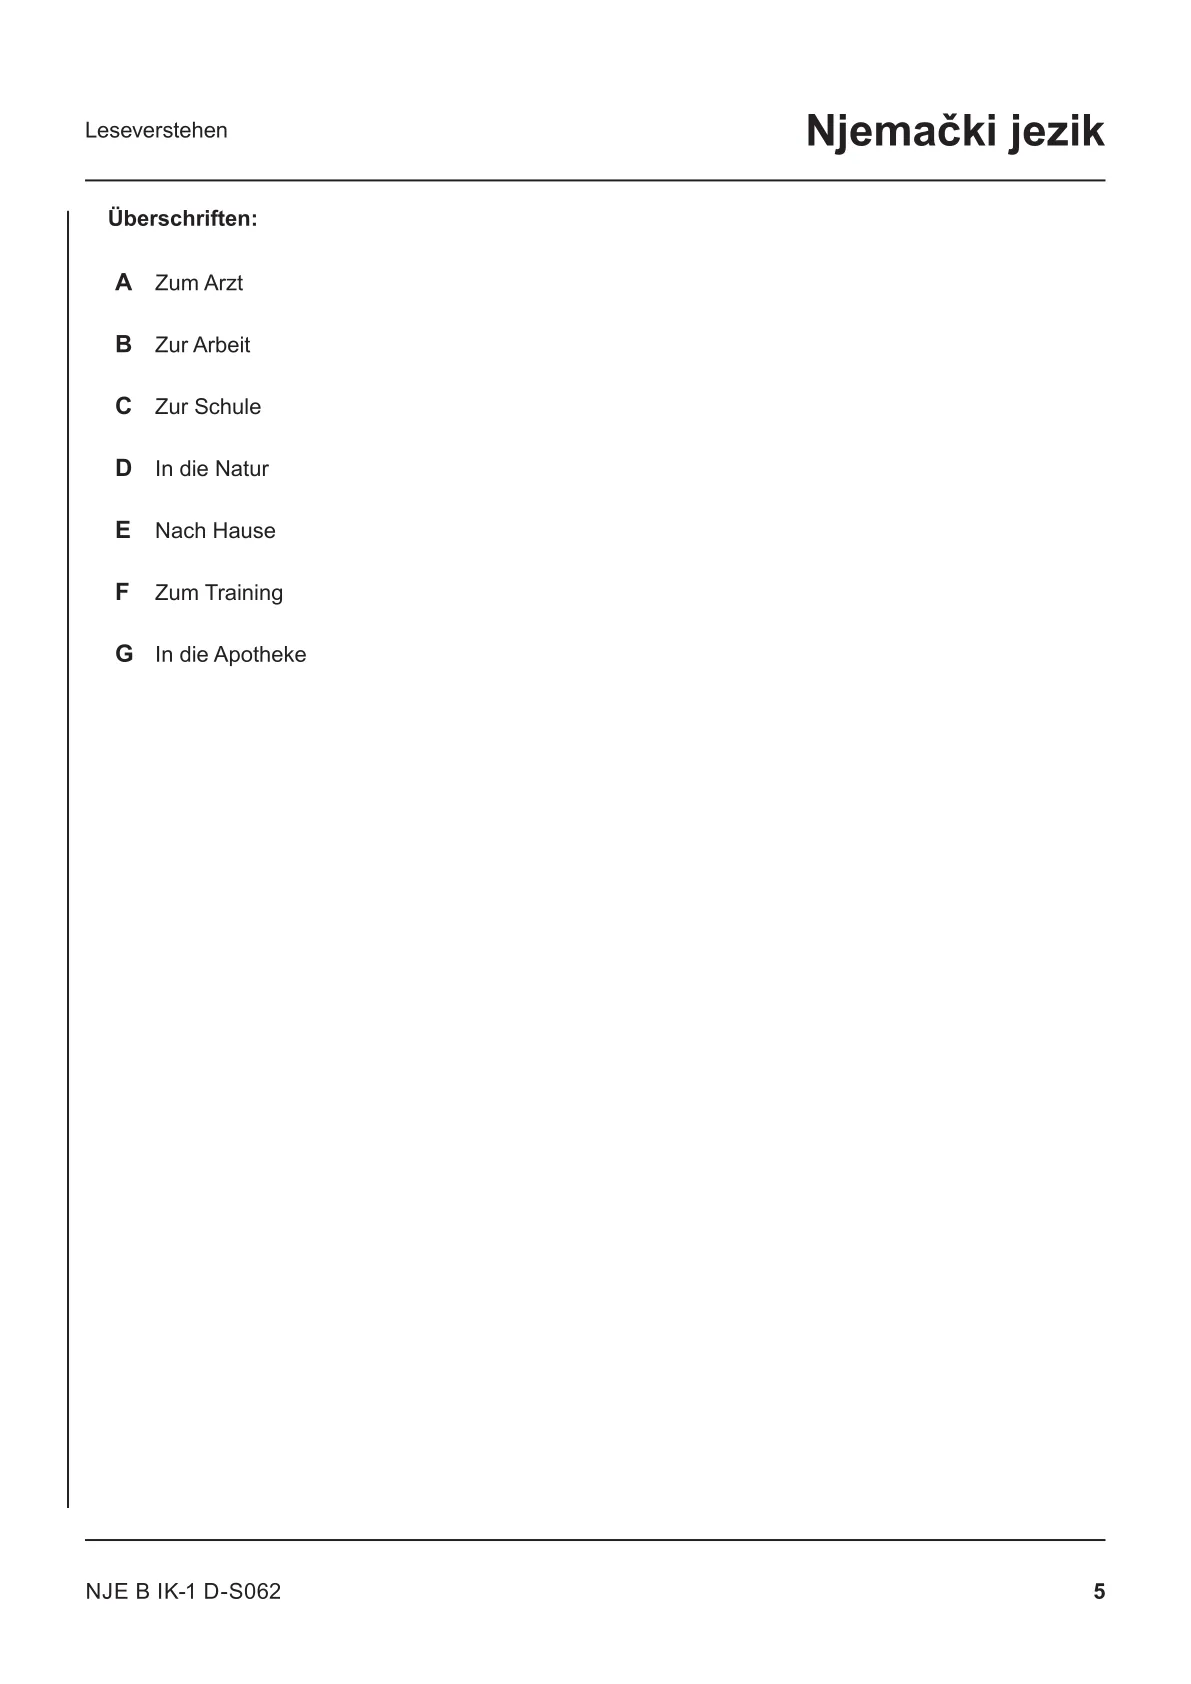 Leseverstehen
Njemački jezik
Überschriften:
A Zum Arzt
B Zur Arbeit
C Zur Schule
D In die Natur
E Nach Hause
F Zum Training
G In die Apotheke
NJE B IK-1 D-S062
5